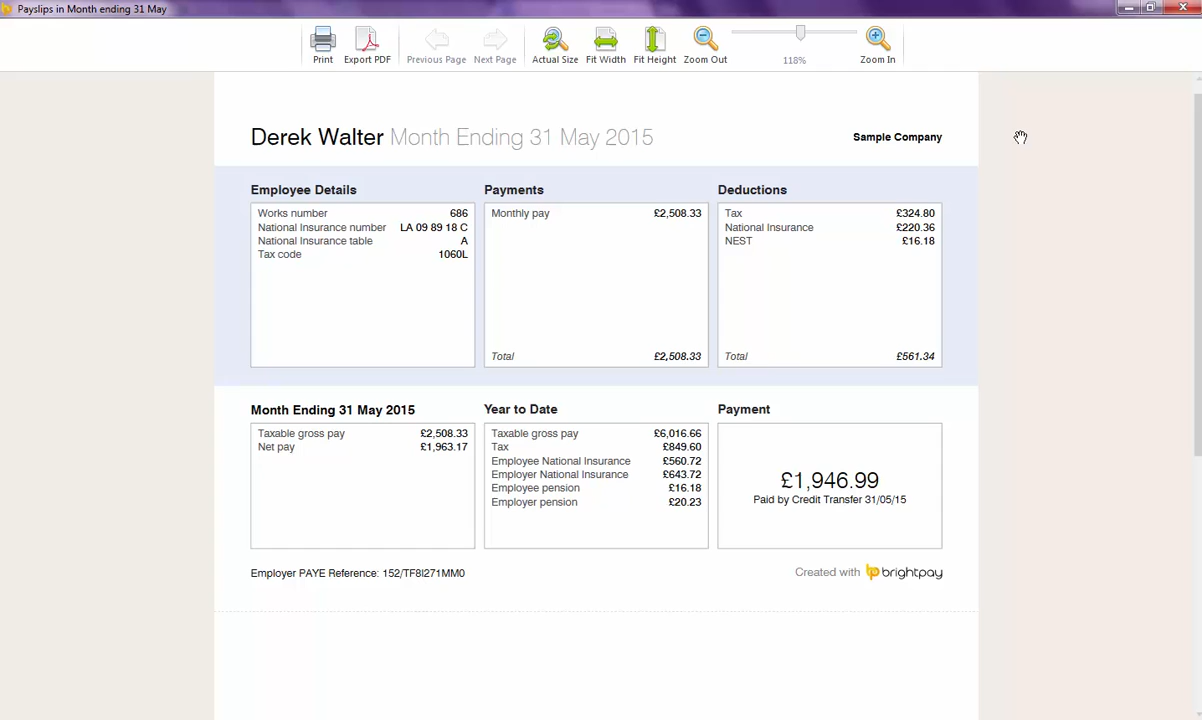 Payslips in Month ending 31 May
Print
Export PDF
Previous Page
Next Page
Actual Size
Fit Width
Fit Height
Zoom Out
118%
Zoom In
Derek Walter Month Ending 31 May 2015
Sample Company
Employee Details
Works number 686
National Insurance number LA 09 89 18 C
National Insurance table A
Tax code 1060L
Payments
Monthly pay £2,508.33
Total £2,508.33
Deductions
Tax £324.80
National Insurance £220.36
NEST £16.18
Total £561.34
Month Ending 31 May 2015
Taxable gross pay £2,508.33
Net pay £1,963.17
Year to Date
Taxable gross pay £6,016.66
Tax £849.60
Employee National Insurance £560.72
Employer National Insurance £643.72
Employee pension £16.18
Employer pension £20.23
Payment
£1,946.99
Paid by Credit Transfer 31/05/15
Employer PAYE Reference: 152/TF8I271MM0
Created with brightpay